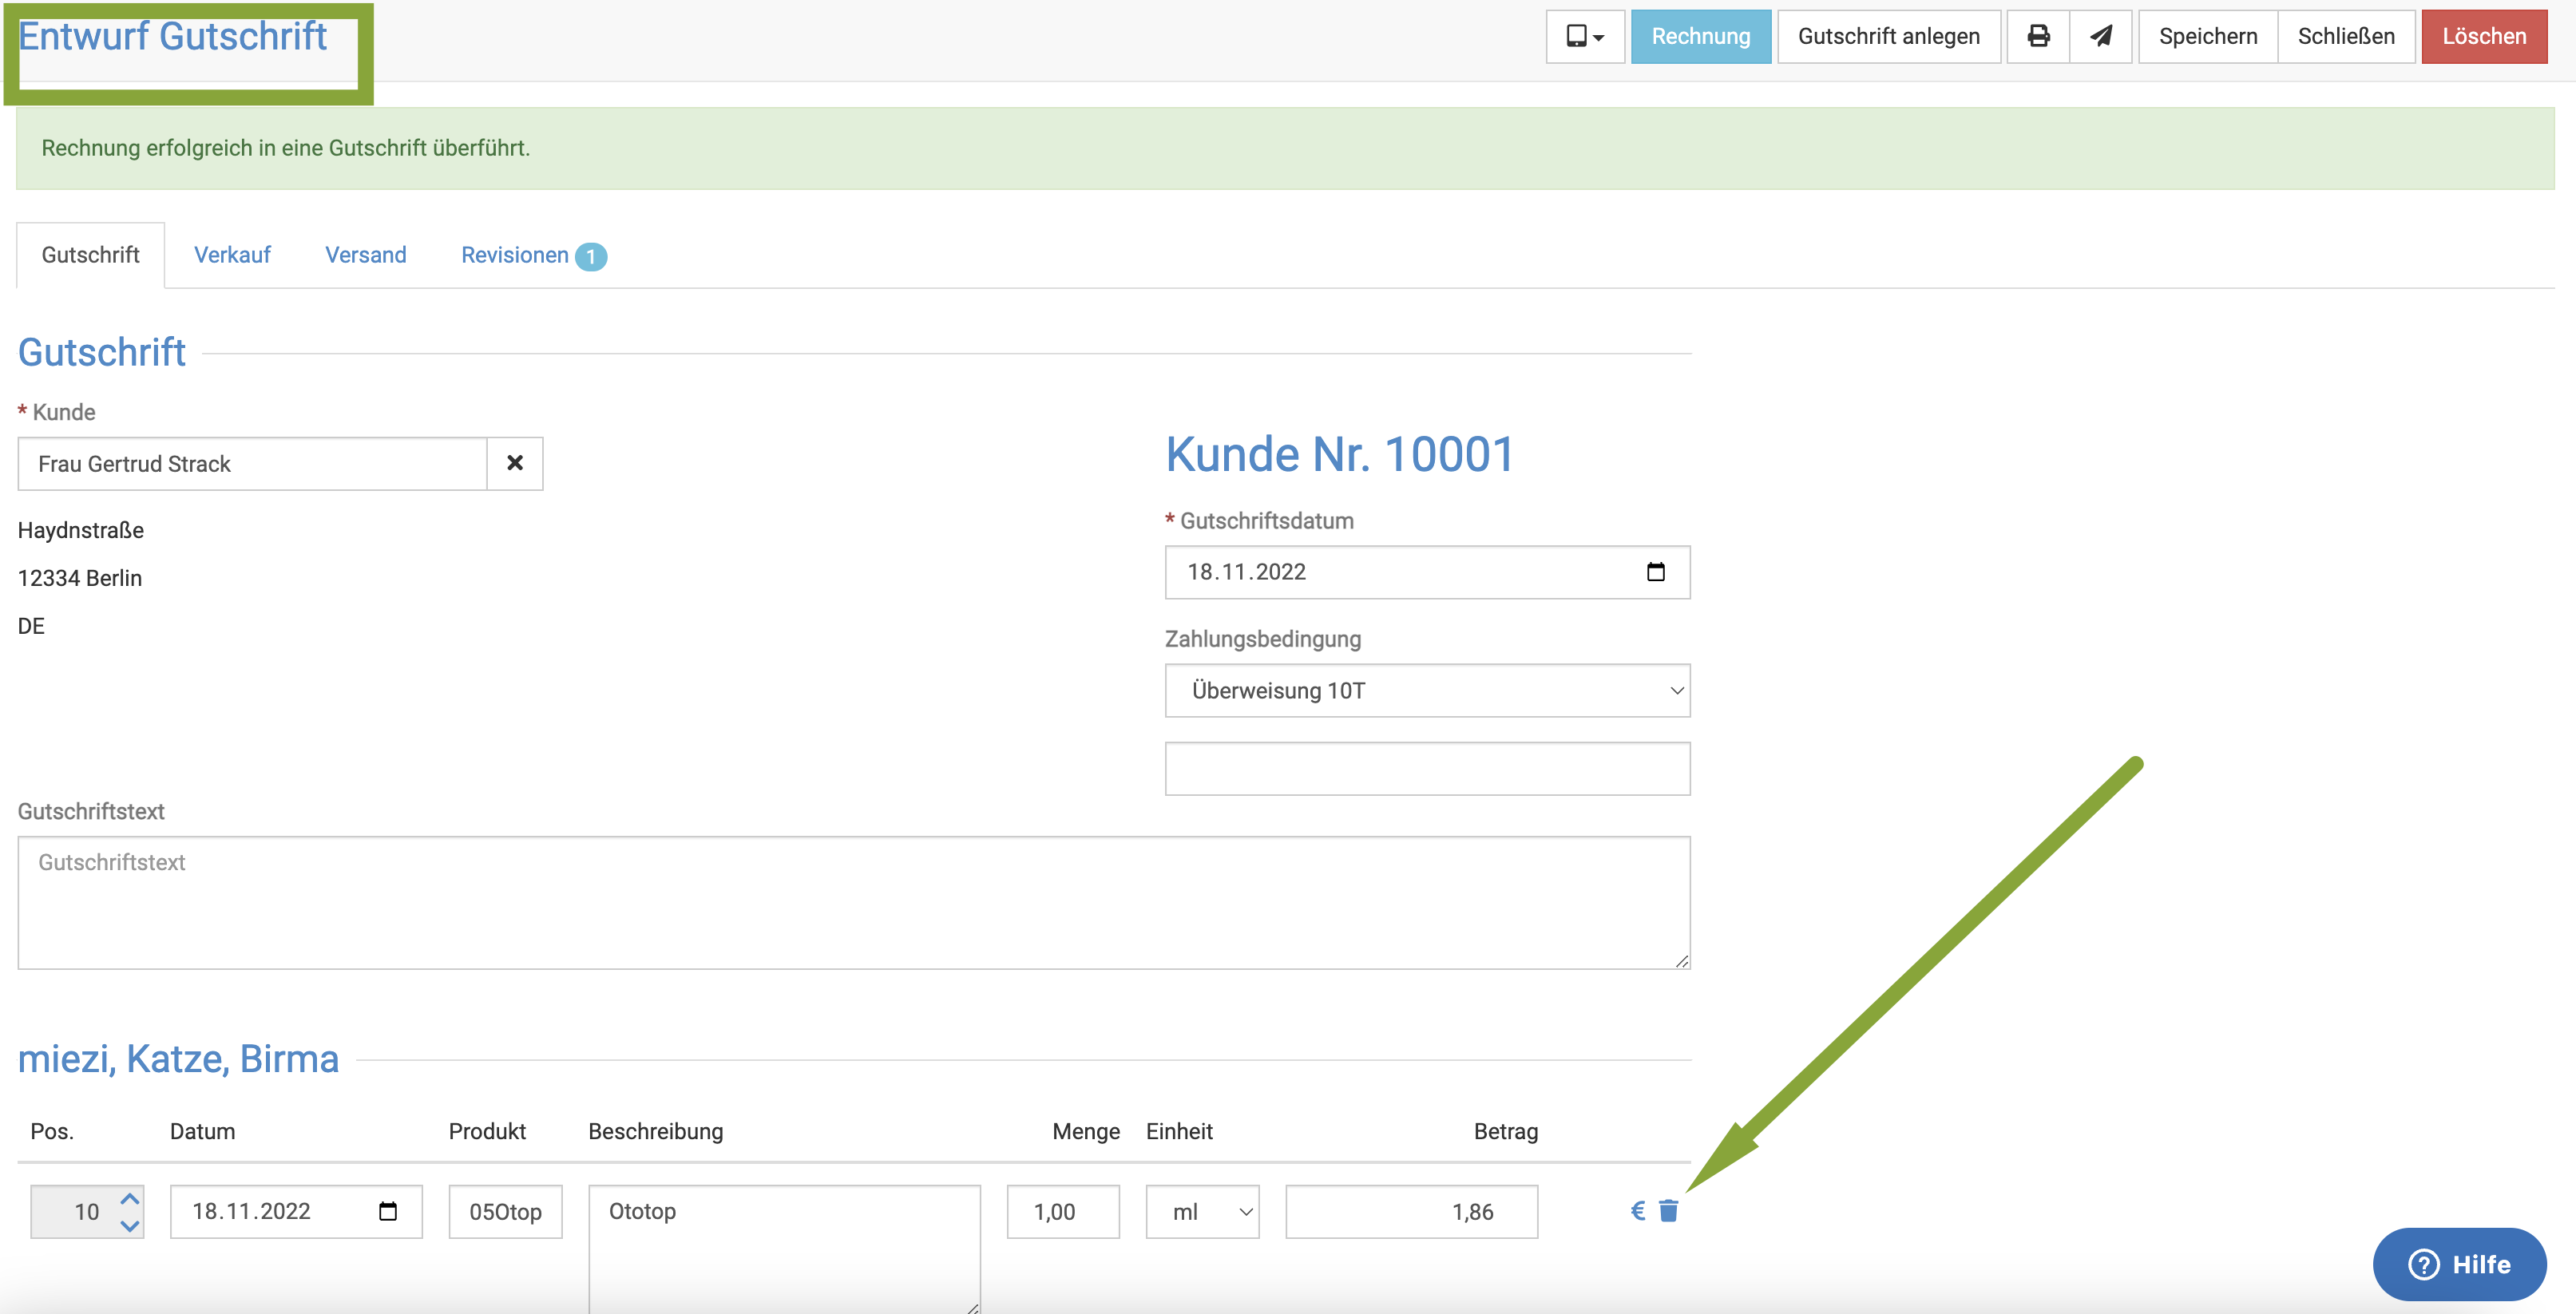 Entwurf Gutschrift
Rechnung
Gutschrift anlegen
Speichern
Schließen
Löschen
Rechnung erfolgreich in eine Gutschrift überführt.
Gutschrift
Verkauf
Versand
Revisionen 1
Gutschrift
* Kunde
Frau Gertrud Strack
Haydnstraße
12334 Berlin
DE
Kunde Nr. 10001
* Gutschriftsdatum
18.11.2022
Zahlungsbedingung
Überweisung 10T
Gutschriftstext
Gutschriftstext
miezi, Katze, Birma
Pos. Datum Produkt Beschreibung Menge Einheit Betrag
10 18.11.2022 05Otop Ototop 1,00 ml 1,86 €
? Hilfe